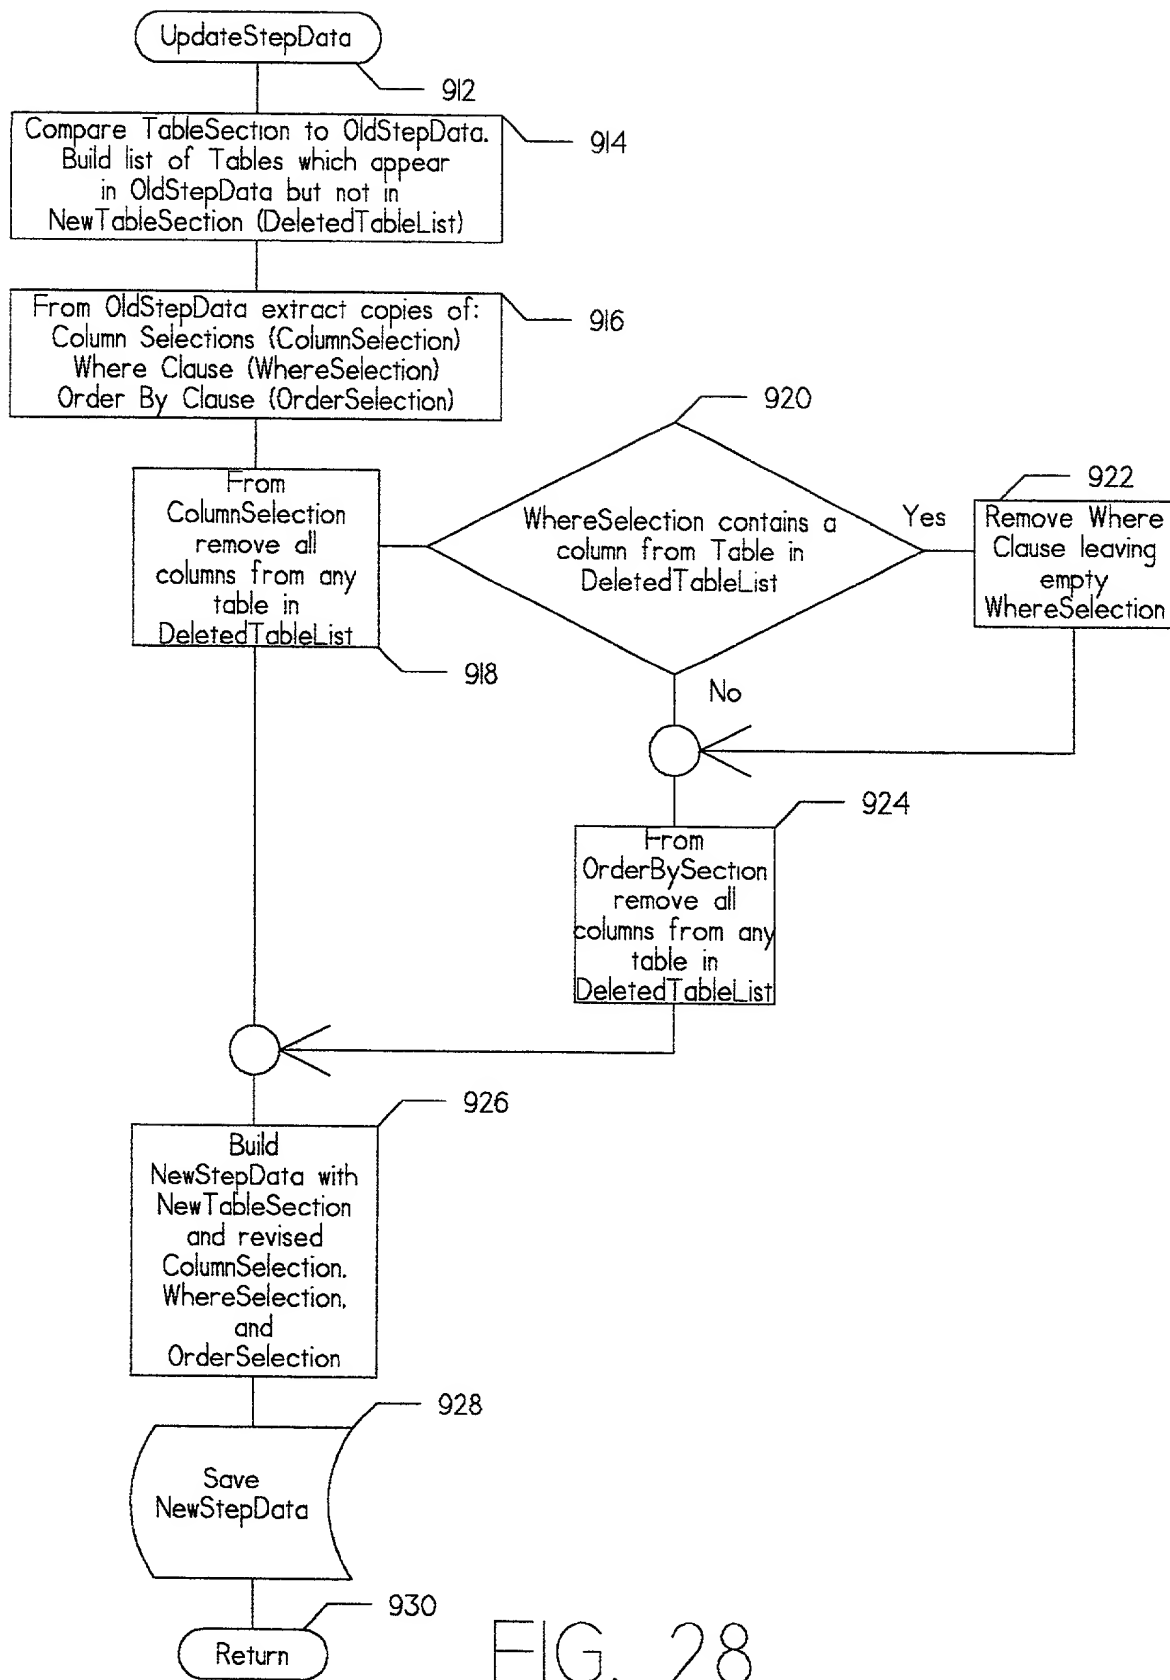 UpdateStepData
912
Compare TableSection to OldStepData.
Build list of Tables which appear
in OldStepData but not in
NewTableSection (DeletedTableList)
914
From OldStepData extract copies of:
Column Selections (ColumnSelection)
Where Clause (WhereSelection)
Order By Clause (OrderSelection)
916
From
ColumnSelection
remove all
columns from any
table in
DeletedTableList
918
920
WhereSelection contains a
column from Table in
DeletedTableList
Yes
922
Remove Where
Clause leaving
empty
WhereSelection
No
924
From
OrderBySection
remove all
columns from any
table in
DeletedTableList
926
Build
NewStepData with
NewTableSection
and revised
ColumnSelection.
WhereSelection,
and
OrderSelection
928
Save
NewStepData
930
Return
FIG. 28